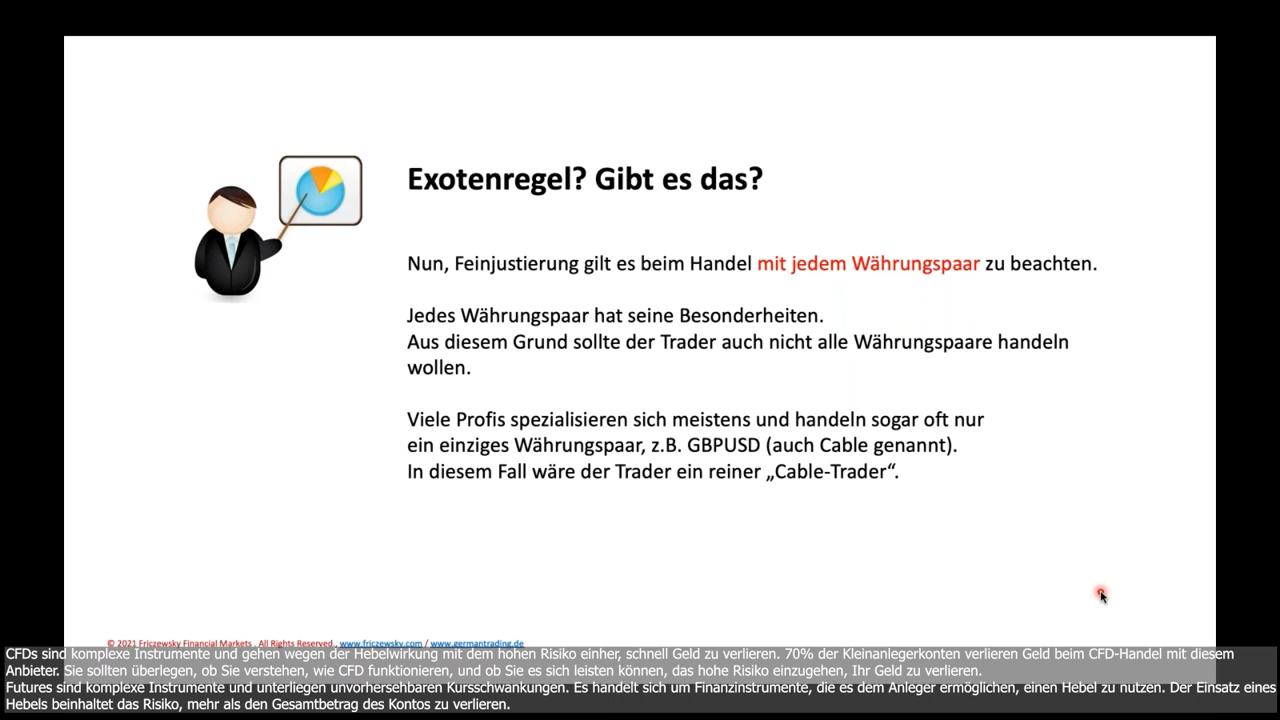 Exotenregel? Gibt es das?
Nun, Feinjustierung gilt es beim Handel mit jedem Währungspaar zu beachten.
Jedes Währungspaar hat seine Besonderheiten.
Aus diesem Grund sollte der Trader auch nicht alle Währungspaare handeln
wollen.
Viele Profis spezialisieren sich meistens und handeln sogar oft nur
ein einziges Währungspaar, z.B. GBPUSD (auch Cable genannt).
In diesem Fall wäre der Trader ein reiner „Cable-Trader“.
© 2021 Friczewsky Financial Markets . All Rights Reserved . www.friczewsky.com / www.germantrading.de
CFDs sind komplexe Instrumente und gehen wegen der Hebelwirkung mit dem hohen Risiko einher, schnell Geld zu verlieren. 70% der Kleinanlegerkonten verlieren Geld beim CFD-Handel mit diesem
Anbieter. Sie sollten überlegen, ob Sie verstehen, wie CFD funktionieren, und ob Sie es sich leisten können, das hohe Risiko einzugehen, Ihr Geld zu verlieren.
Futures sind komplexe Instrumente und unterliegen unvorhersehbaren Kursschwankungen. Es handelt sich um Finanzinstrumente, die es dem Anleger ermöglichen, einen Hebel zu nutzen. Der Einsatz eines
Hebels beinhaltet das Risiko, mehr als den Gesamtbetrag des Kontos zu verlieren.